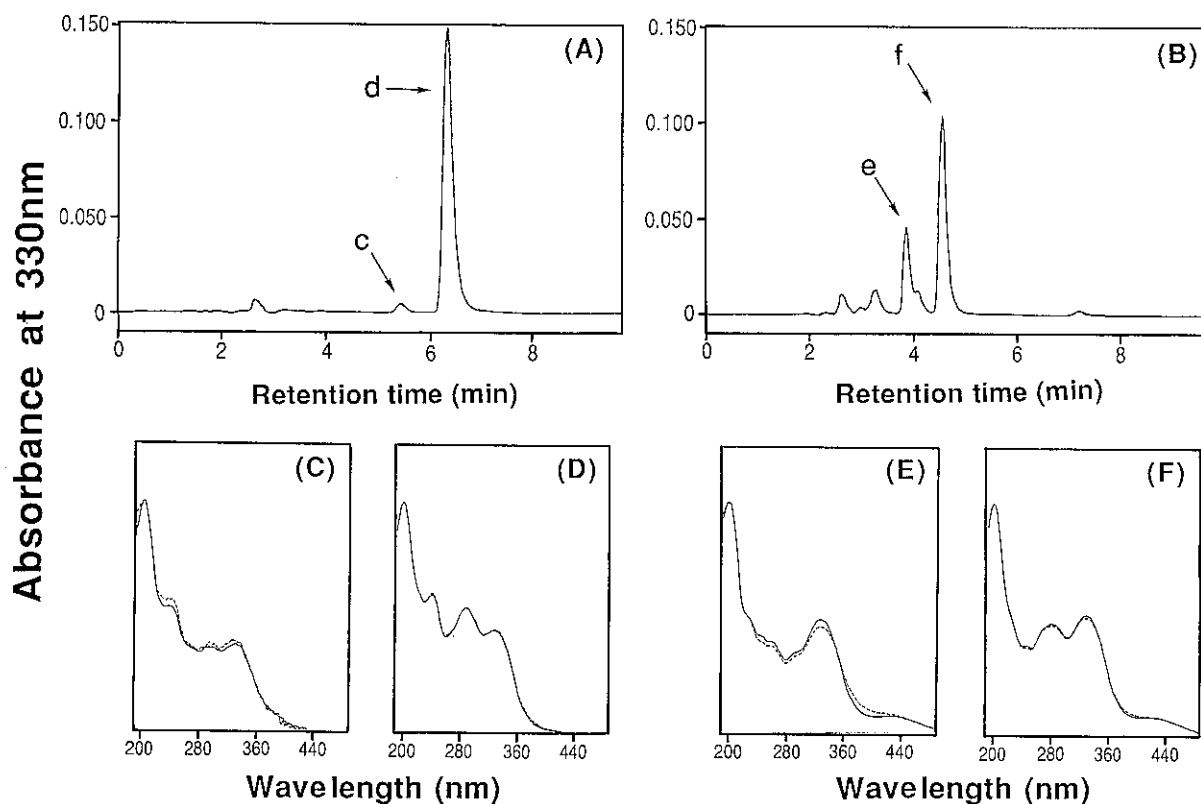 Absorbance at 330nm
0.150
0.100
0.050
0
(A)
d
c
0 2 4 6 8
Retention time (min)
0.150
0.100
0.050
0
(B)
f
e
0 2 4 6 8
Retention time (min)
(C)
(D)
(E)
(F)
200 280 360 440
200 280 360 440
200 280 360 440
200 280 360 440
Wavelength (nm)
Wavelength (nm)